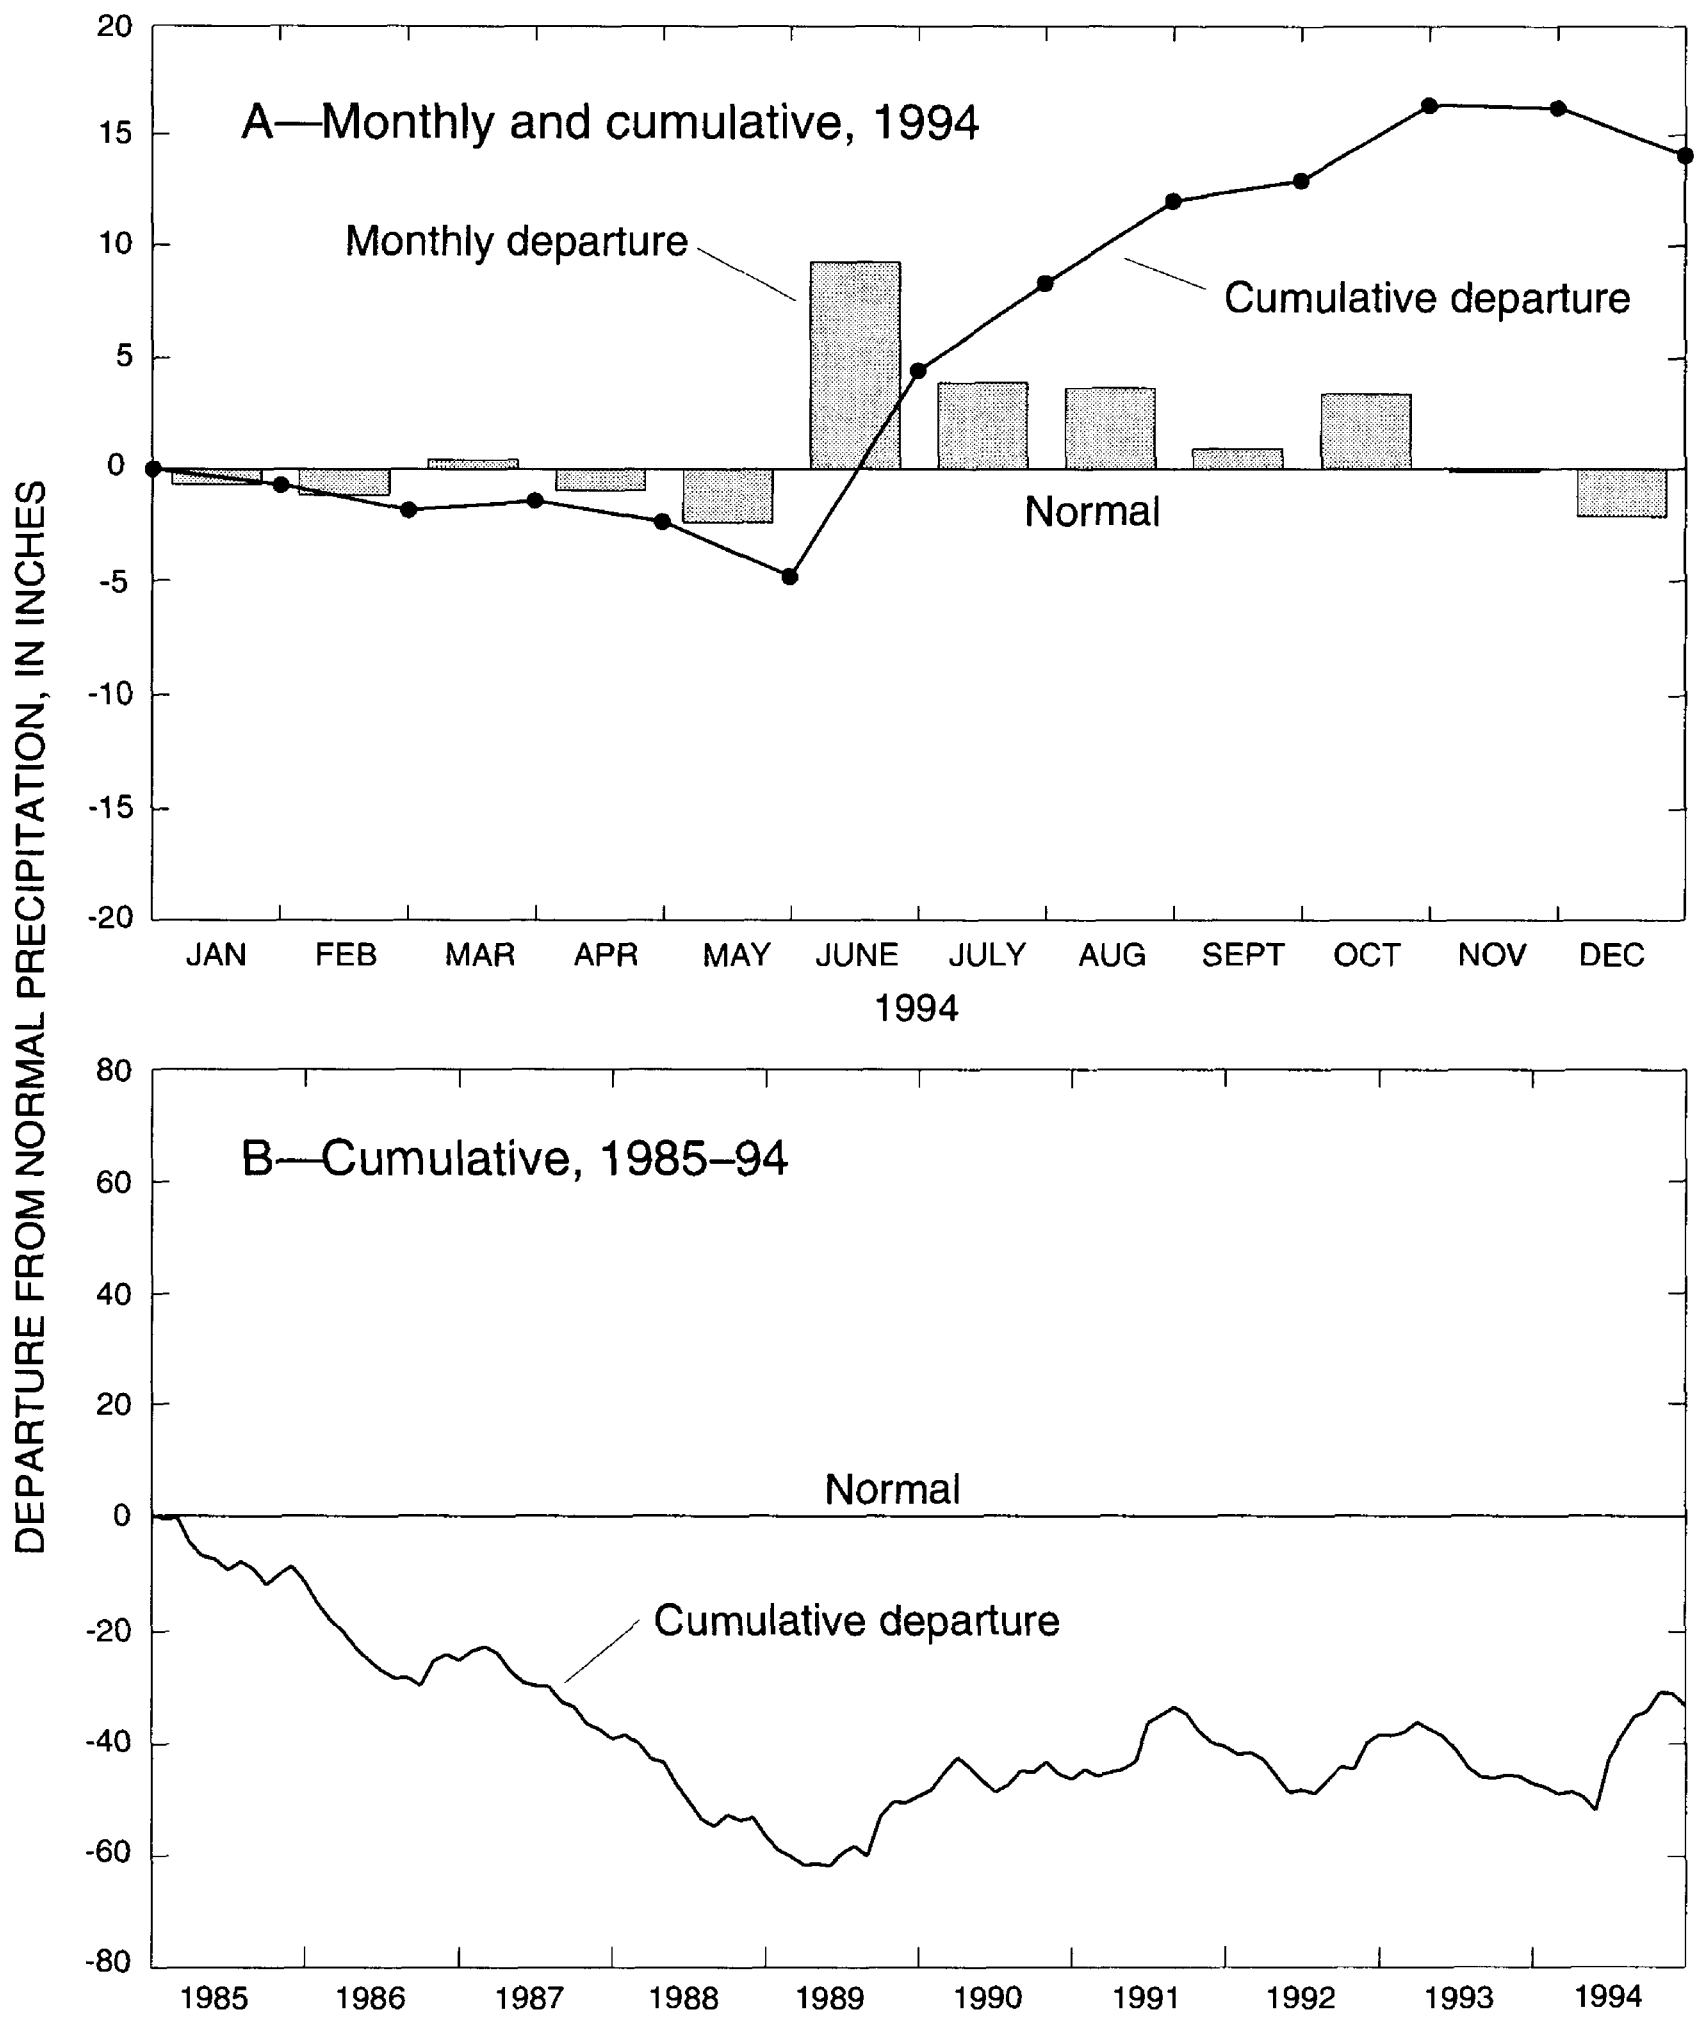 DEPARTURE FROM NORMAL PRECIPITATION, IN INCHES
20
15
10
5
0
-5
-10
-15
-20
A—Monthly and cumulative, 1994
Monthly departure
Cumulative departure
Normal
JAN FEB MAR APR MAY JUNE JULY AUG SEPT OCT NOV DEC
1994
80
60
40
20
0
-20
-40
-60
-80
B—Cumulative, 1985–94
Normal
Cumulative departure
1985 1986 1987 1988 1989 1990 1991 1992 1993 1994